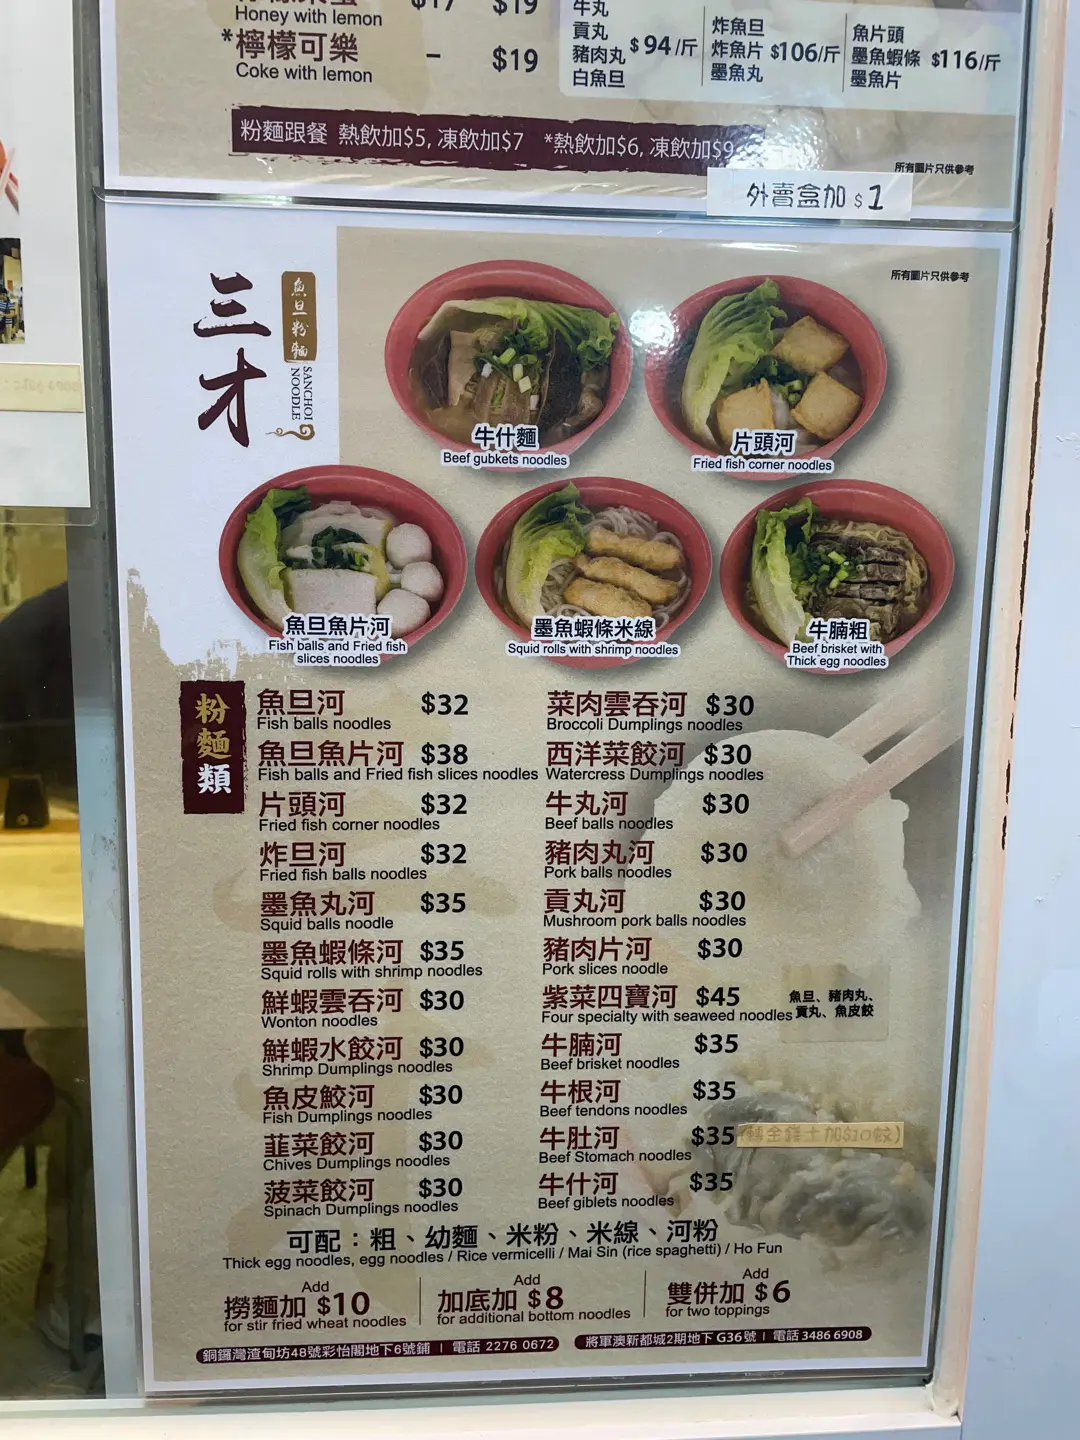 Honey with lemon $17 $19
*檸檬可樂 – $19
Coke with lemon
牛丸
貢丸
豬肉丸
白魚旦
$94/斤
炸魚旦
炸魚片
墨魚丸
$106/斤
魚片頭
墨魚蝦條
墨魚片
$116/斤
粉麵跟餐 熱飲加$5, 凍飲加$7 *熱飲加$6, 凍飲加$9
所有圖片只供參考
外賣盒加 $1
三才
魚旦粉麵
SANCHOI
NOODLE
所有圖片只供參考
牛什麵
Beef gubkets noodles
片頭河
Fried fish corner noodles
魚旦魚片河
Fish balls and Fried fish
slices noodles
墨魚蝦條米線
Squid rolls with shrimp noodles
牛腩粗
Beef brisket with
Thick egg noodles
粉麵類
魚旦河 $32
Fish balls noodles
魚旦魚片河 $38
Fish balls and Fried fish slices noodles
片頭河 $32
Fried fish corner noodles
炸旦河 $32
Fried fish balls noodles
墨魚丸河 $35
Squid balls noodle
墨魚蝦條河 $35
Squid rolls with shrimp noodles
鮮蝦雲吞河 $30
Wonton noodles
鮮蝦水餃河 $30
Shrimp Dumplings noodles
魚皮餃河 $30
Fish Dumplings noodles
韮菜餃河 $30
Chives Dumplings noodles
菠菜餃河 $30
Spinach Dumplings noodles
菜肉雲吞河 $30
Broccoli Dumplings noodles
西洋菜餃河 $30
Watercress Dumplings noodles
牛丸河 $30
Beef balls noodles
豬肉丸河 $30
Pork balls noodles
貢丸河 $30
Mushroom pork balls noodles
豬肉片河 $30
Pork slices noodle
紫菜四寶河 $45
Four specialty with seaweed noodles
魚旦、豬肉丸、
貢丸、魚皮餃
牛腩河 $35
Beef brisket noodles
牛根河 $35
Beef tendons noodles
牛肚河 $35
Beef Stomach noodles
牛什河 $35
Beef giblets noodles
可配：粗、幼麵、米粉、米線、河粉
Thick egg noodles, egg noodles / Rice vermicelli / Mai Sin (rice spaghetti) / Ho Fun
Add
撈麵加 $10
for stir fried wheat noodles
Add
加底加 $8
for additional bottom noodles
Add
雙併加 $6
for two toppings
銅鑼灣渣甸坊48號彩怡閣地下6號鋪 | 電話 2276 0672
將軍澳新都城2期地下G36號 | 電話 3486 6908